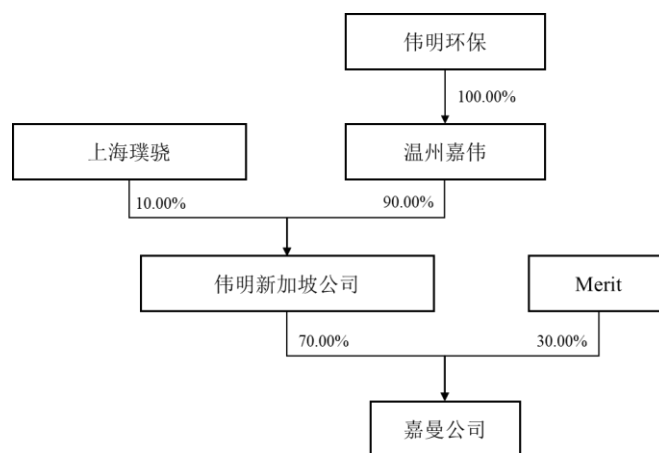 伟明环保
100.00%
上海璞骁
温州嘉伟
10.00%
90.00%
伟明新加坡公司
Merit
70.00%
30.00%
嘉曼公司